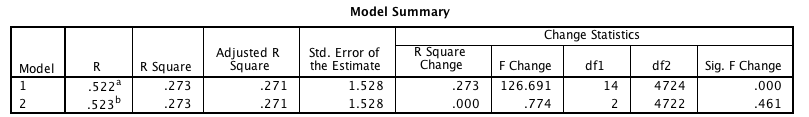 Model Summary
Change Statistics
Model R R Square Adjusted R Square Std. Error of the Estimate R Square Change F Change df1 df2 Sig. F Change
1 .522a .273 .271 1.528 .273 126.691 14 4724 .000
2 .523b .273 .271 1.528 .000 .774 2 4722 .461